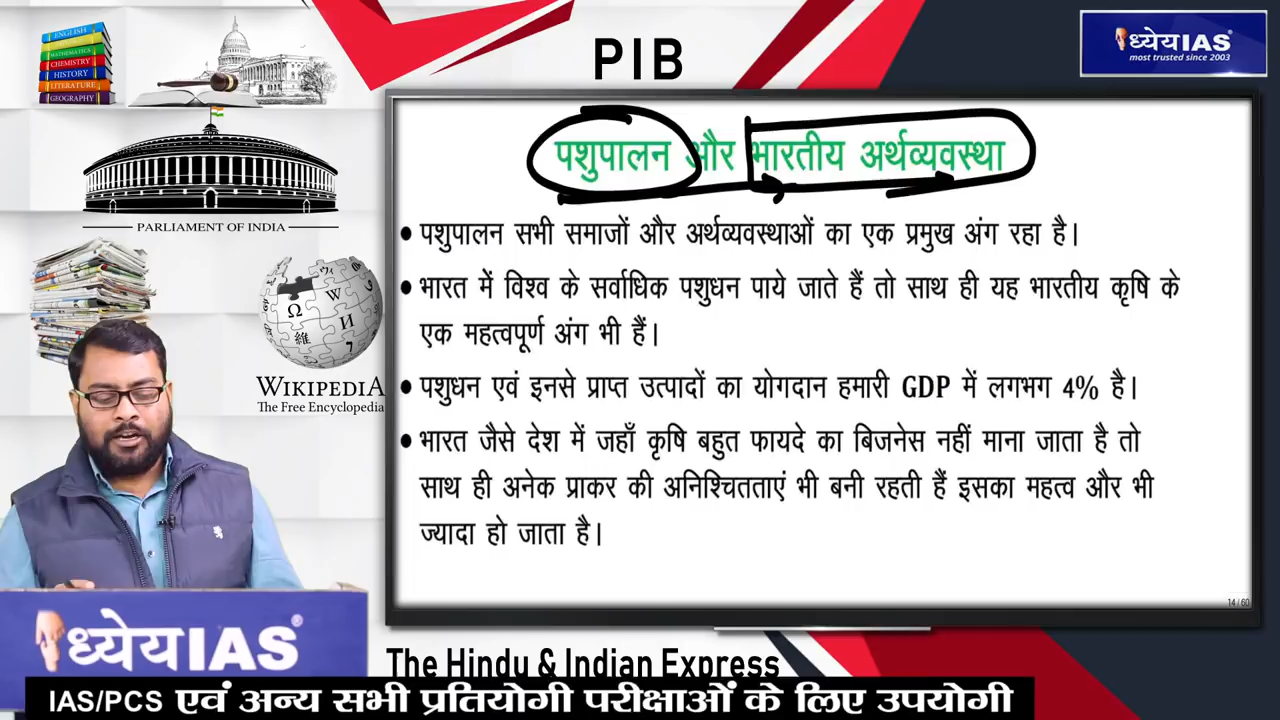 ENGLISH
MATHEMATICS
CHEMISTRY
HISTORY
LITERATURE
GEOGRAPHY
PIB
ध्येयIAS
most trusted since 2003
PARLIAMENT OF INDIA
W
Ω
И
維
WIKIPEDIA
The Free Encyclopedia
पशुपालन और भारतीय अर्थव्यवस्था
• पशुपालन सभी समाजों और अर्थव्यवस्थाओं का एक प्रमुख अंग रहा है।
• भारत में विश्व के सर्वाधिक पशुधन पाये जाते हैं तो साथ ही यह भारतीय कृषि के
एक महत्वपूर्ण अंग भी हैं।
• पशुधन एवं इनसे प्राप्त उत्पादों का योगदान हमारी GDP में लगभग 4% है।
• भारत जैसे देश में जहाँ कृषि बहुत फायदे का बिजनेस नहीं माना जाता है तो
साथ ही अनेक प्राकर की अनिश्चितताएं भी बनी रहती हैं इसका महत्व और भी
ज्यादा हो जाता है।
14 / 60
ध्येयIAS
The Hindu & Indian Express
IAS/PCS एवं अन्य सभी प्रतियोगी परीक्षाओं के लिए उपयोगी